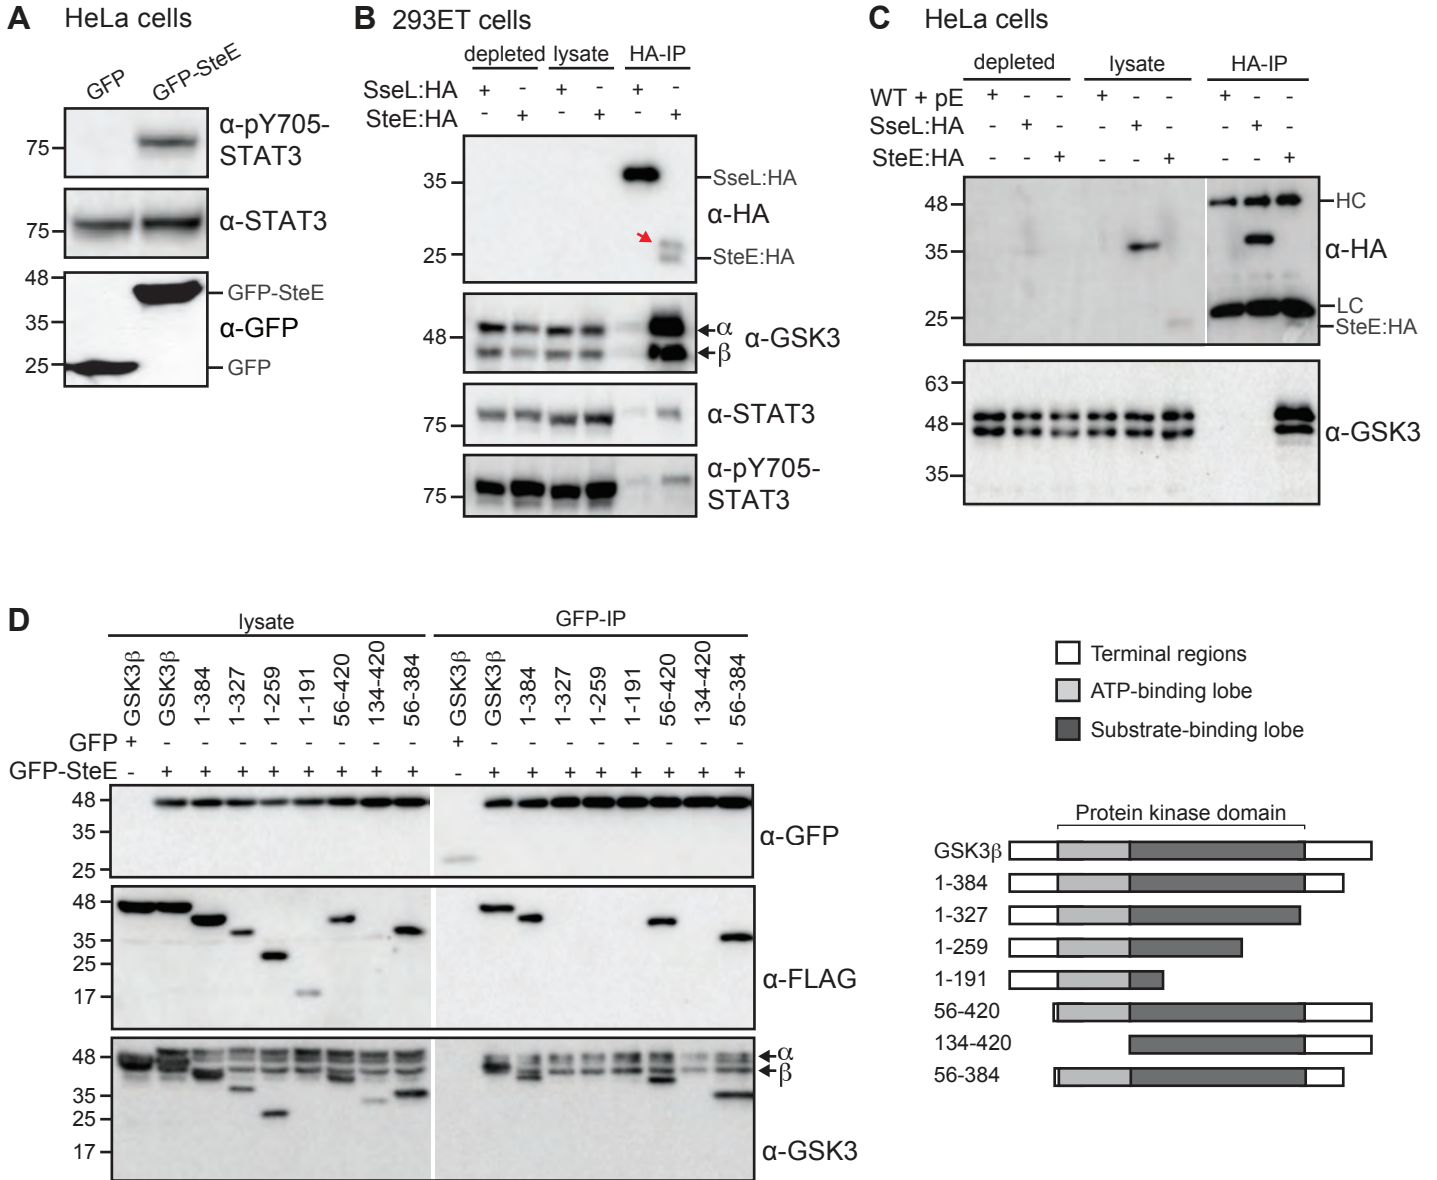 A HeLa cells
GFP
GFP-SteE
75
α-pY705-
STAT3
75
α-STAT3
48
GFP-SteE
35
α-GFP
25
GFP
B 293ET cells
depleted lysate HA-IP
SseL:HA + - + - + -
SteE:HA - + - + - +
35
SseL:HA
α-HA
25
SteE:HA
48
α
β
α-GSK3
75
α-STAT3
75
α-pY705-
STAT3
C HeLa cells
depleted lysate HA-IP
WT + pE + - - + - - + - -
SseL:HA - + - - + - - + -
SteE:HA - - + - - + - - +
48
HC
35
α-HA
LC
25
SteE:HA
63
48
α-GSK3
35
D
lysate GFP-IP
GSK3β GSK3β 1-384 1-327 1-259 1-191 56-420 134-420 56-384 GSK3β GSK3β 1-384 1-327 1-259 1-191 56-420 134-420 56-384
GFP + - - - - - - - - + - - - - - - - -
GFP-SteE - + + + + + + + + - + + + + + + + +
48
35
α-GFP
25
48
35
25
α-FLAG
17
48
α
β
35
25
17
α-GSK3
Terminal regions
ATP-binding lobe
Substrate-binding lobe
Protein kinase domain
GSK3β
1-384
1-327
1-259
1-191
56-420
134-420
56-384